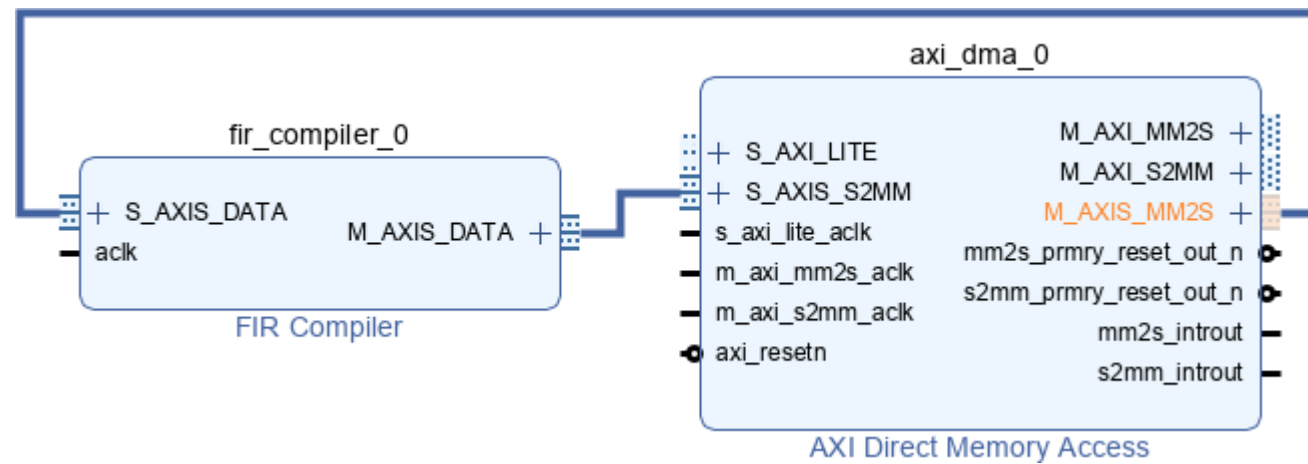 axi_dma_0
fir_compiler_0
S_AXIS_DATA
aclk
M_AXIS_DATA
FIR Compiler
S_AXI_LITE
S_AXIS_S2MM
s_axi_lite_aclk
m_axi_mm2s_aclk
m_axi_s2mm_aclk
axi_resetn
M_AXI_MM2S
M_AXI_S2MM
M_AXIS_MM2S
mm2s_prmry_reset_out_n
s2mm_prmry_reset_out_n
mm2s_introut
s2mm_introut
AXI Direct Memory Access